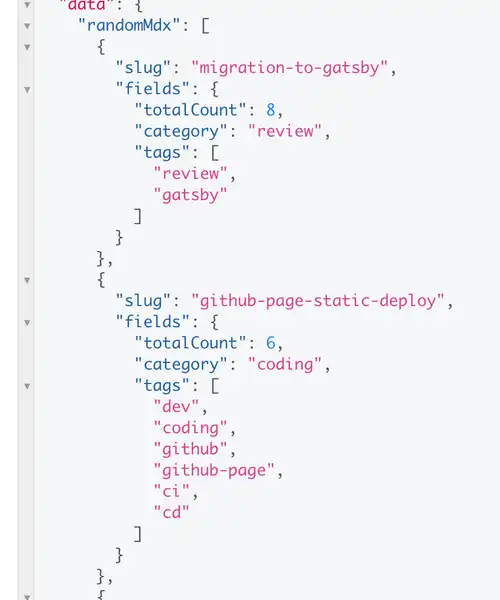 "data": {
"randomMdx": [
{
"slug": "migration-to-gatsby",
"fields": {
"totalCount": 8,
"category": "review",
"tags": [
"review",
"gatsby"
]
}
},
{
"slug": "github-page-static-deploy",
"fields": {
"totalCount": 6,
"category": "coding",
"tags": [
"dev",
"coding",
"github",
"github-page",
"ci",
"cd"
]
}
},
{